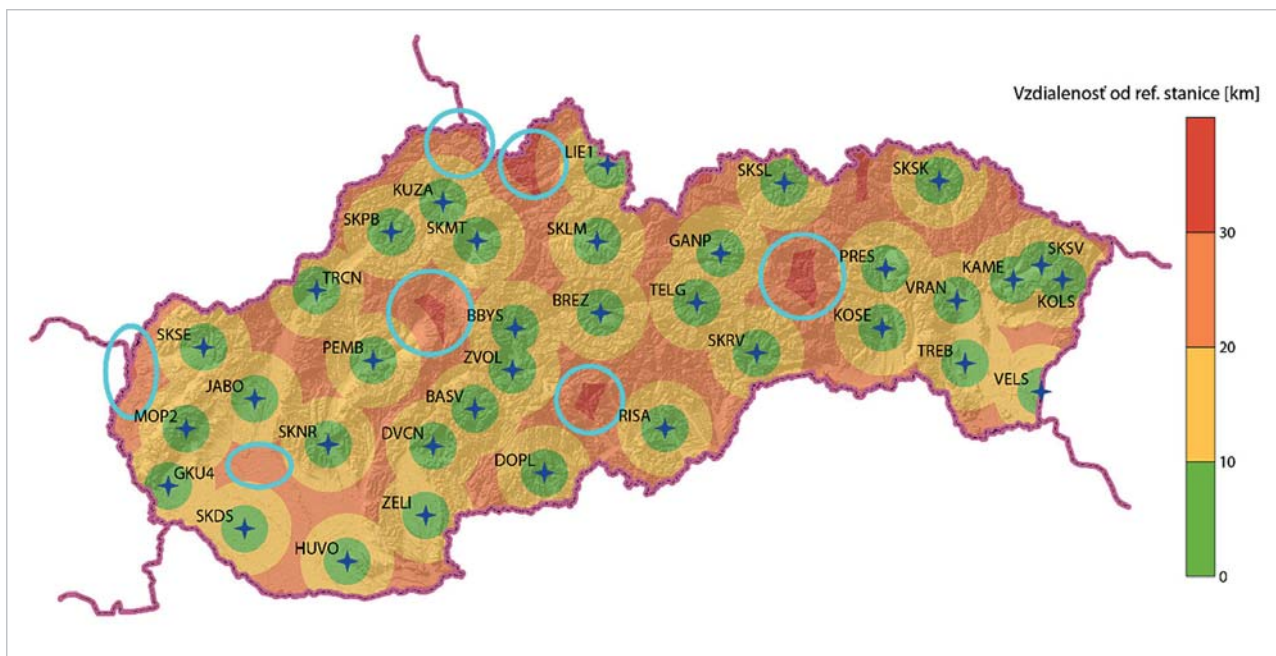 Vzdialenosť od ref. stanice [km]
LIE1
SKSL
SKSK
KUZA
SKPB
SKMT
SKLM
GANP
PRES
SKSV
KAME
KOLS
TRCN
TELG
VRAN
BREZ
BBYS
KOSE
SKSE
PEMB
ZVOL
SKRV
TREB
VELS
JABO
BASV
MOP2
SKNR
DVCN
RISA
GKU4
DOPL
SKDS
ZELI
HUVO
30
20
10
0